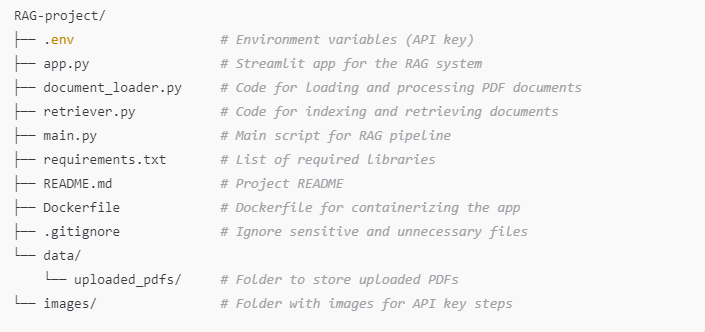 RAG-project/
├── .env # Environment variables (API key)
├── app.py # Streamlit app for the RAG system
├── document_loader.py # Code for loading and processing PDF documents
├── retriever.py # Code for indexing and retrieving documents
├── main.py # Main script for RAG pipeline
├── requirements.txt # List of required libraries
├── README.md # Project README
├── Dockerfile # Dockerfile for containerizing the app
├── .gitignore # Ignore sensitive and unnecessary files
└── data/
    └── uploaded_pdfs/ # Folder to store uploaded PDFs
└── images/ # Folder with images for API key steps